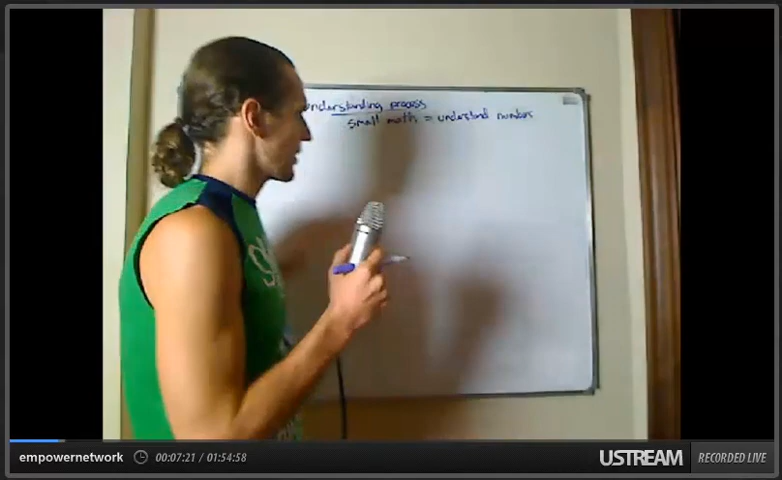 understanding process
small math = understand numbers
empowernetwork 00:07:21 / 01:54:58 USTREAM RECORDED LIVE